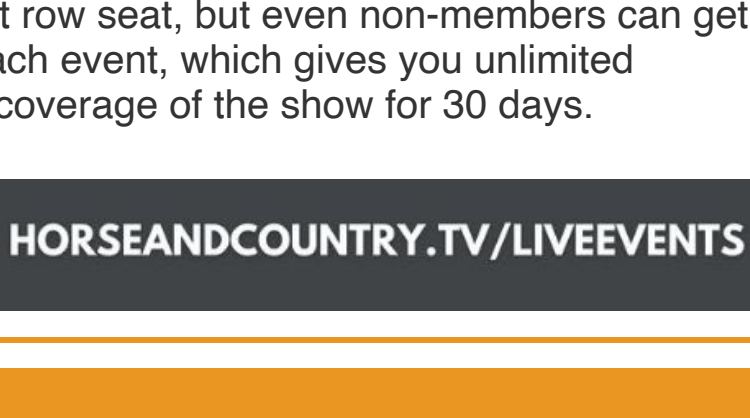 row seat, but even non-members can get
event, which gives you unlimited
coverage of the show for 30 days.
HORSEANDCOUNTRY.TV/LIVEEVENTS